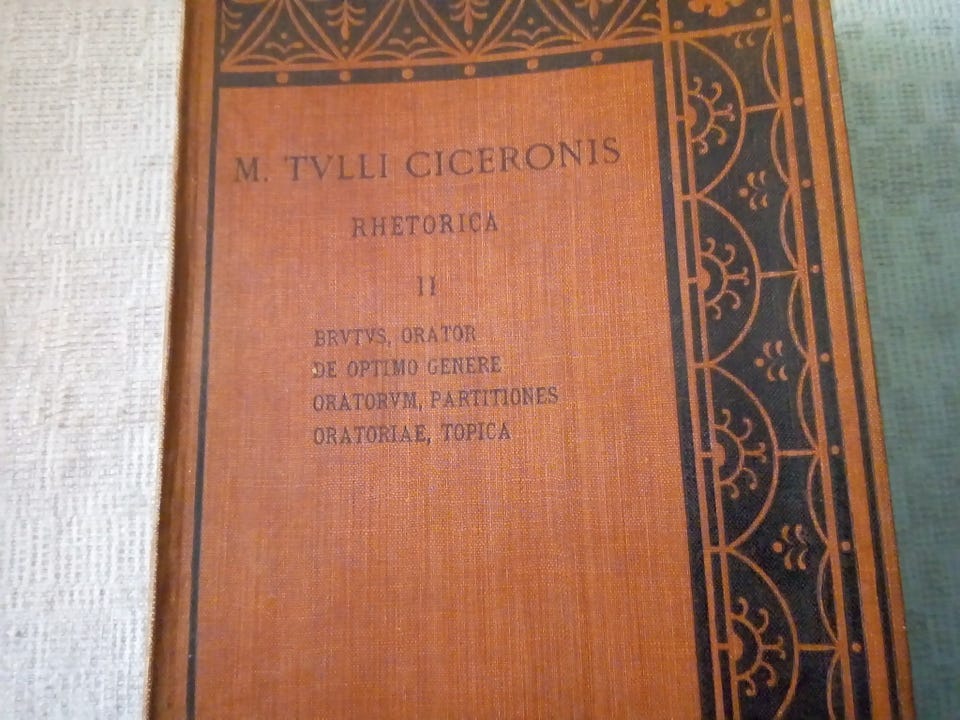 M. TVLLI CICERONIS
RHETORICA
II
BRVTVS, ORATOR
DE OPTIMO GENERE
ORATORVM, PARTITIONES
ORATORIAE, TOPICA